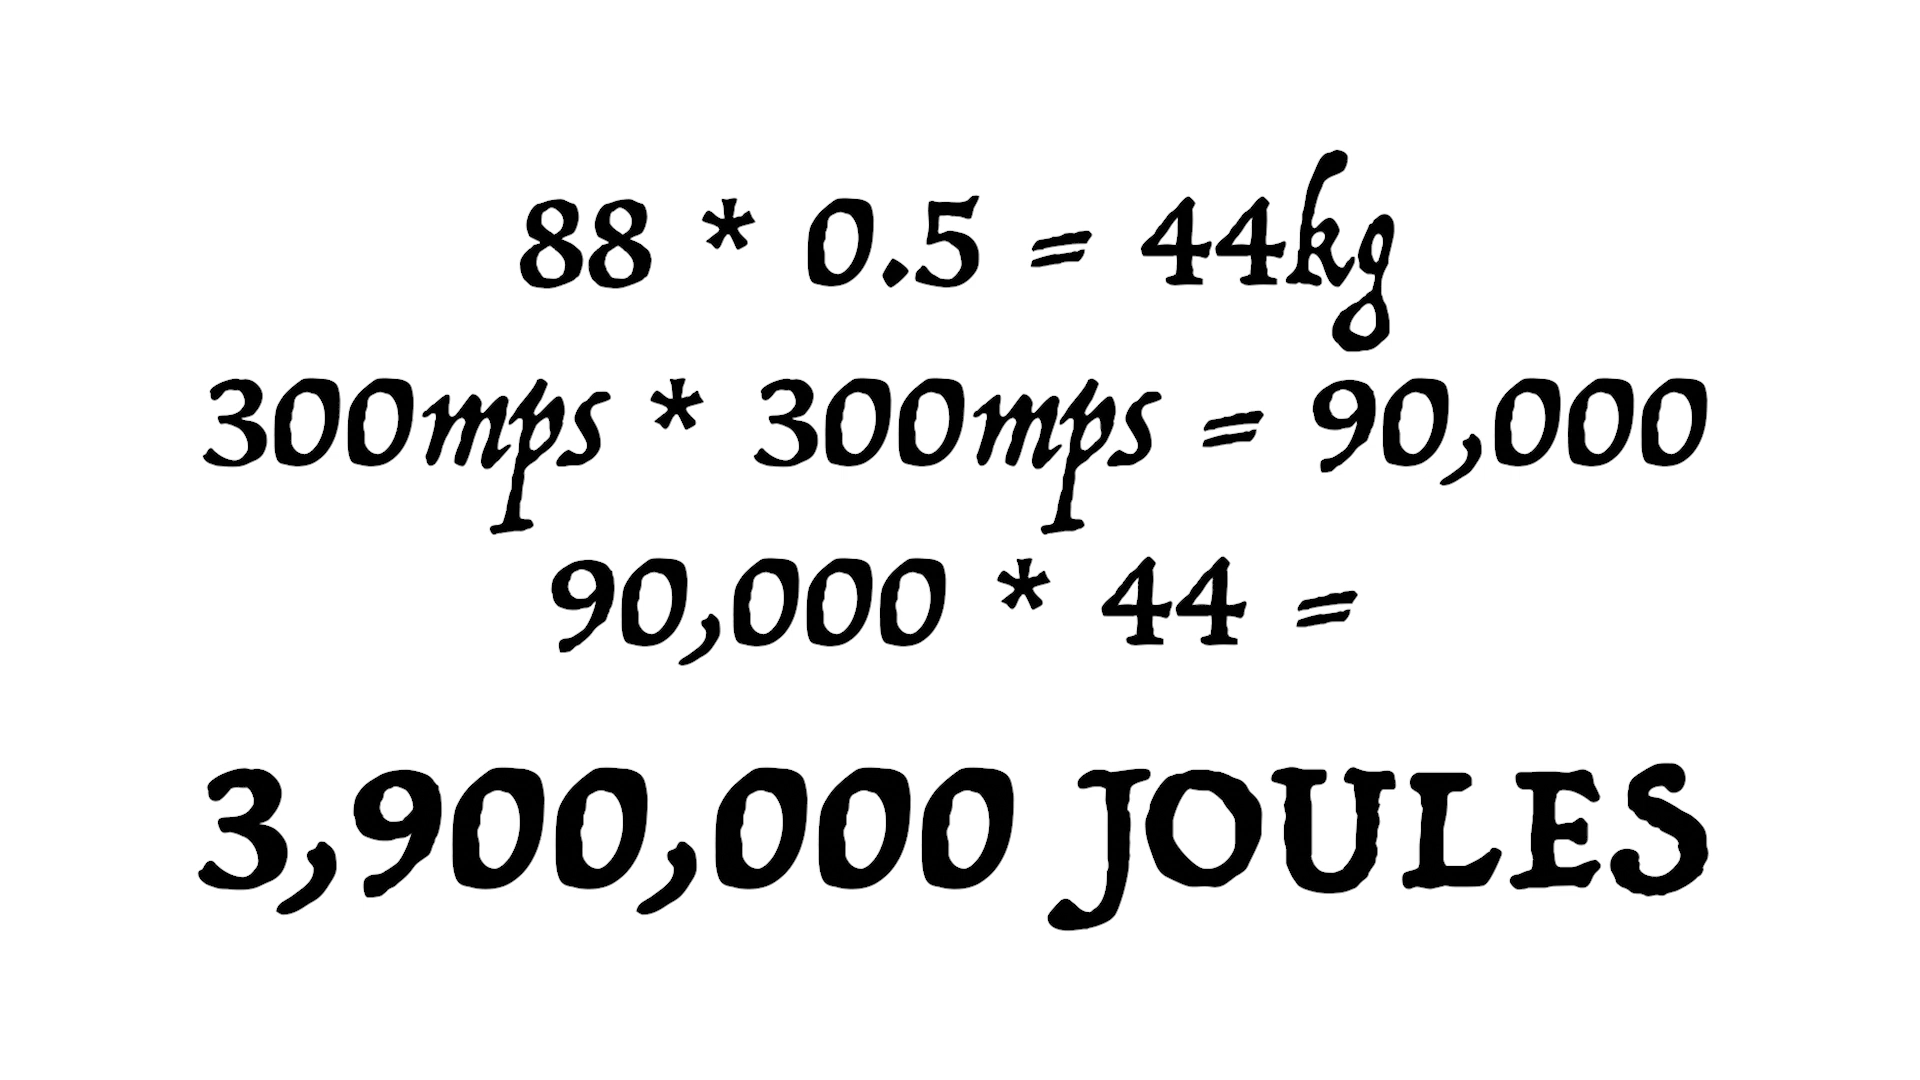 88 * 0.5 = 44kg
300mps * 300mps = 90,000
90,000 * 44 =
3,900,000 JOULES